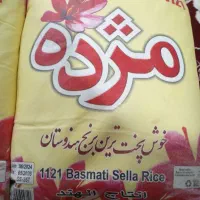 مژده
خوش پخت ترین برنج هندوستان
1121 Basmati Sella Rice